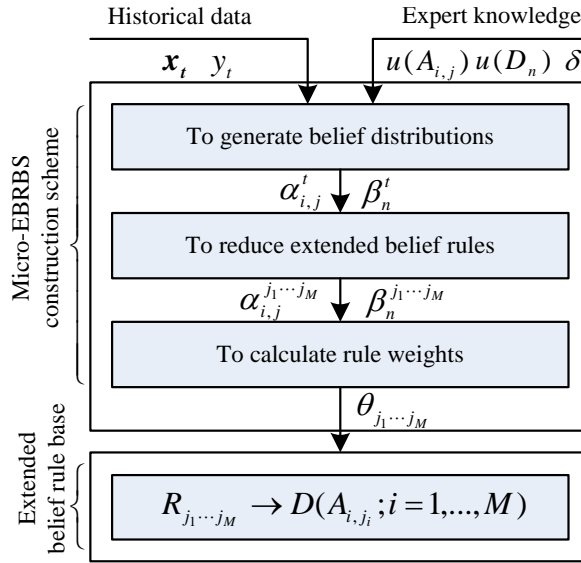 Historical data Expert knowledge
x_t y_t u(A_{i,j}) u(D_n) δ
To generate belief distributions
α^t_{i,j} β^t_n
To reduce extended belief rules
α^{j_1⋯j_M}_{i,j} β^{j_1⋯j_M}_n
To calculate rule weights
θ_{j_1⋯j_M}
Micro-EBRBS
construction scheme
R_{j_1⋯j_M} → D(A_{i,j_i}; i = 1,...,M)
Extended
belief rule base